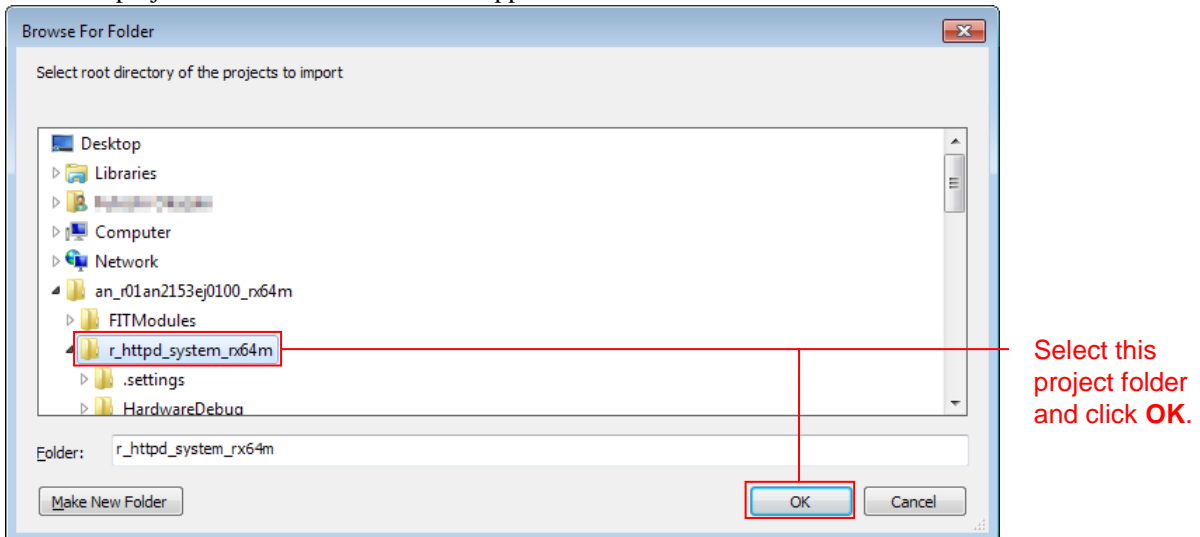 Browse For Folder
Select root directory of the projects to import
Desktop
Libraries
Computer
Network
an_r01an2153ej0100_rx64m
FITModules
r_httpd_system_rx64m
.settings
HardwareDebug
Select this
project folder
and click OK.
Folder: r_httpd_system_rx64m
Make New Folder OK Cancel